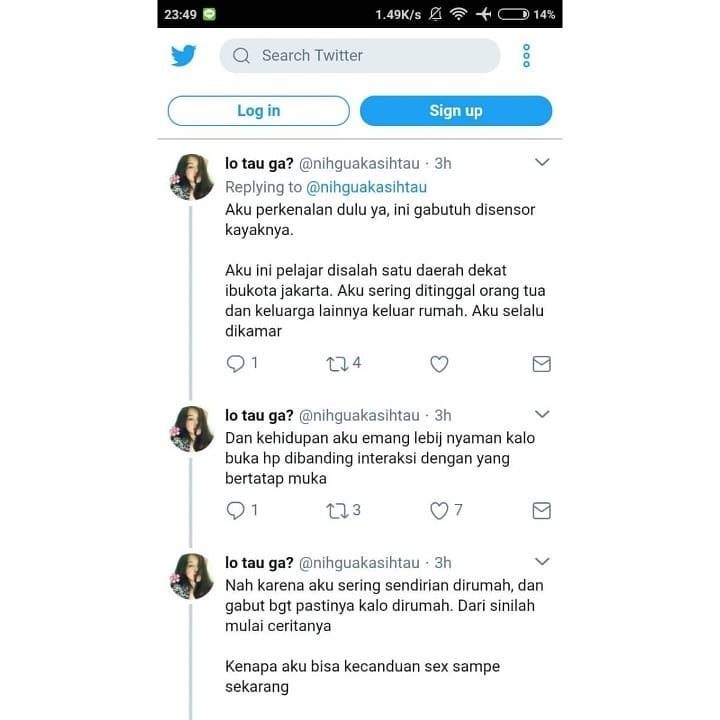 23:49
1.49K/s
14%
Search Twitter
Log in
Sign up
lo tau ga? @nihguakasihtau · 3h
Replying to @nihguakasihtau
Aku perkenalan dulu ya, ini gabutuh disensor
kayaknya.
Aku ini pelajar disalah satu daerah dekat
ibukota jakarta. Aku sering ditinggal orang tua
dan keluarga lainnya keluar rumah. Aku selalu
dikamar
1
4
lo tau ga? @nihguakasihtau · 3h
Dan kehidupan aku emang lebij nyaman kalo
buka hp dibanding interaksi dengan yang
bertatap muka
1
3
7
lo tau ga? @nihguakasihtau · 3h
Nah karena aku sering sendirian dirumah, dan
gabut bgt pastinya kalo dirumah. Dari sinilah
mulai ceritanya
Kenapa aku bisa kecanduan sex sampe
sekarang